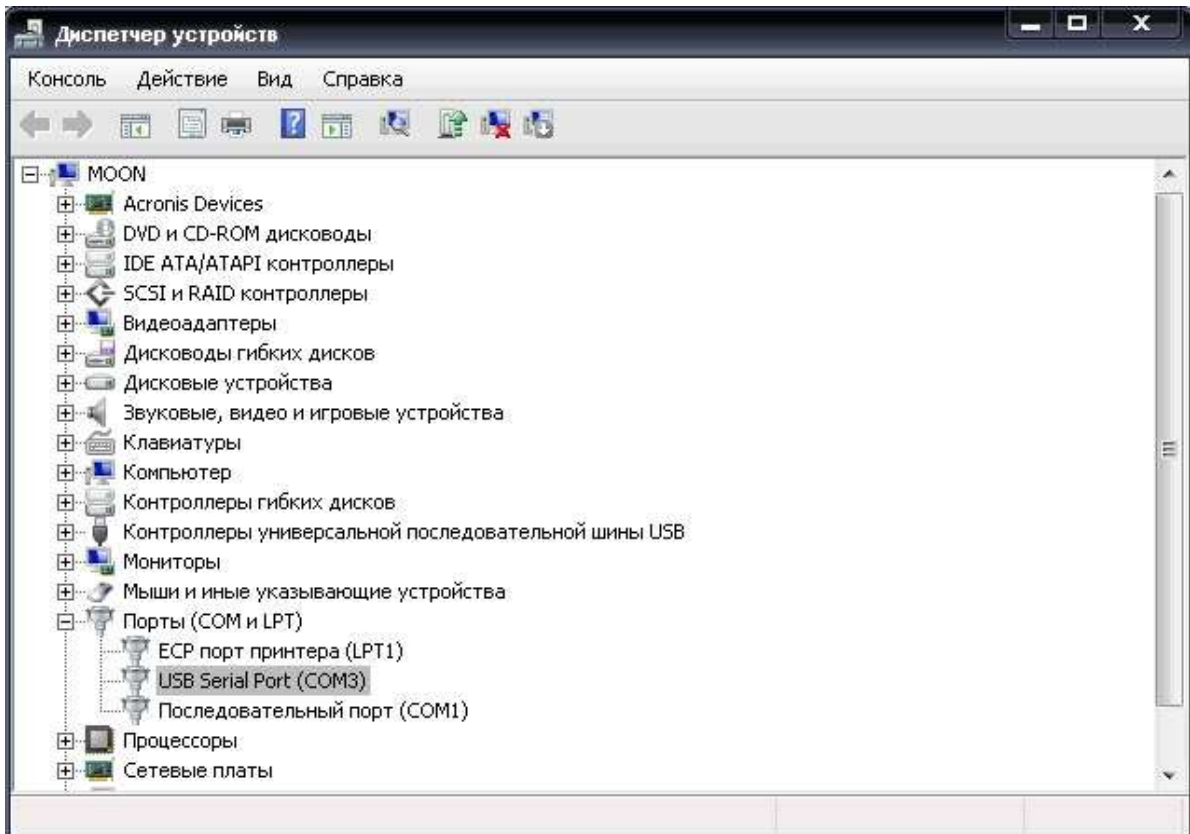 Диспетчер устройств
Консоль Действие Вид Справка
MOON
Acronis Devices
DVD и CD-ROM дисководы
IDE ATA/ATAPI контроллеры
SCSI и RAID контроллеры
Видеоадаптеры
Дисководы гибких дисков
Дисковые устройства
Звуковые, видео и игровые устройства
Клавиатуры
Компьютер
Контроллеры гибких дисков
Контроллеры универсальной последовательной шины USB
Мониторы
Мыши и иные указывающие устройства
Порты (COM и LPT)
ECP порт принтера (LPT1)
USB Serial Port (COM3)
Последовательный порт (COM1)
Процессоры
Сетевые платы